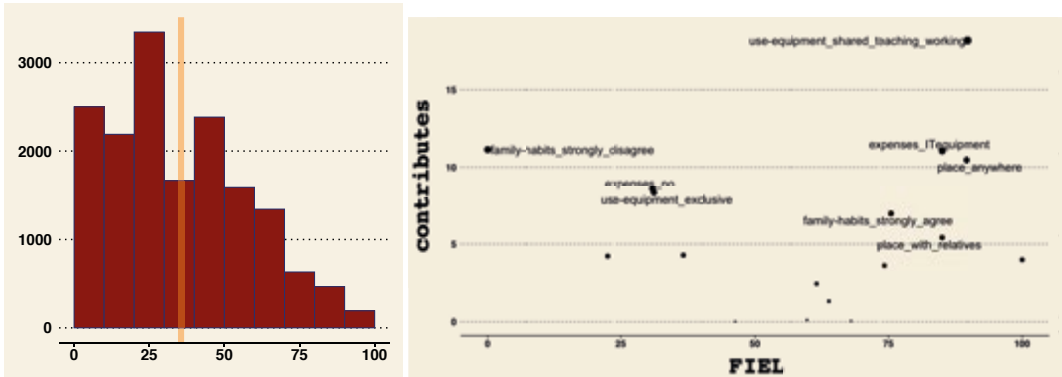 3000
2000
1000
0
0 25 50 75 100
contributes
use-equipment_shared_teaching_working
15
family-habits_strongly_disagree
expenses_ITequipment
10
place_anywhere
expenses_no
use-equipment_exclusive
family-habits_strongly_agree
5
place_with_relatives
0
0 25 50 75 100
FIEL